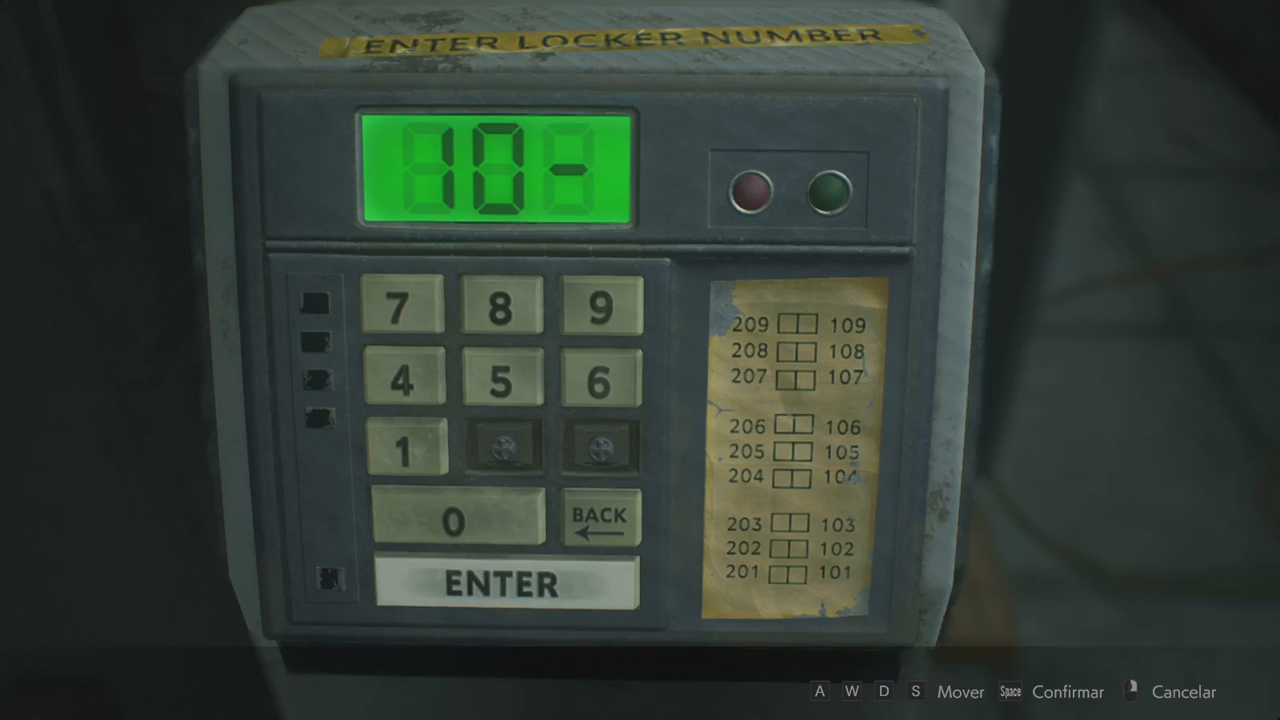 ENTER LOCKER NUMBER
10-
7 8 9
4 5 6
1
0 BACK
ENTER
209 109
208 108
207 107
206 106
205 105
204 104
203 103
202 102
201 101
A W D S Mover Space Confirmar Cancelar